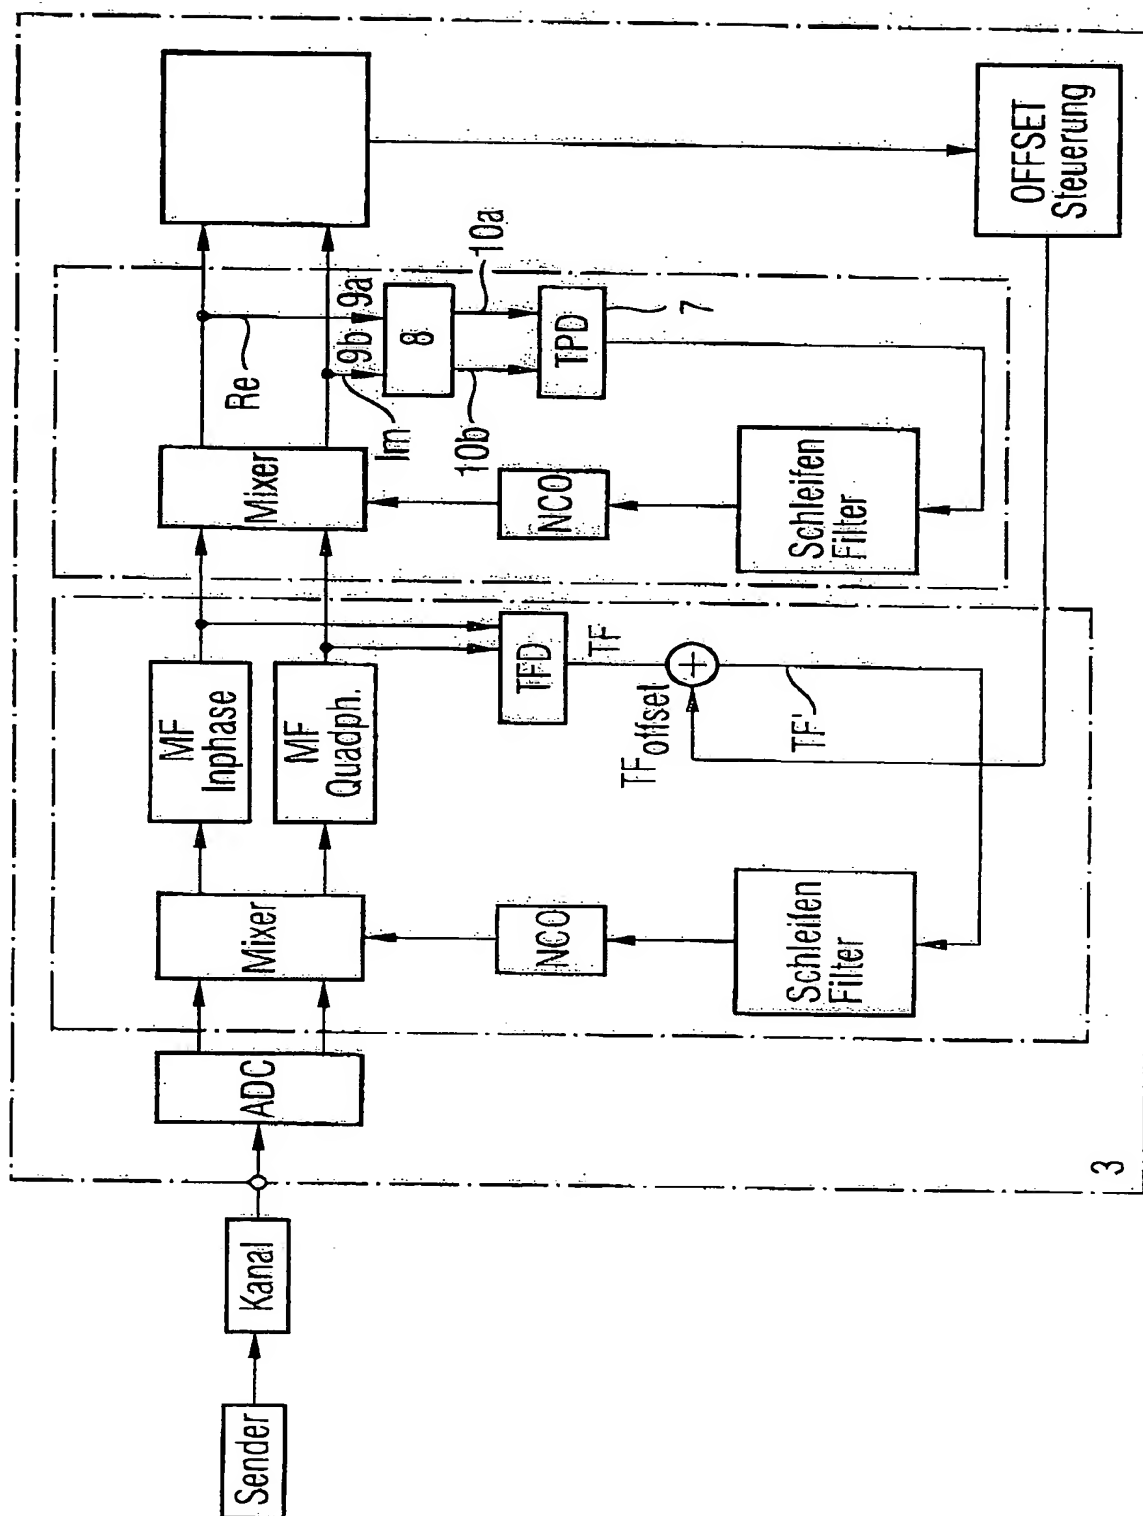 Sender
Kanal
ADC
Mixer
MF
Inphase
MF
Quadph.
NCO
Schleifen
Filter
TFD
TF
TFoffset
+
TF'
Mixer
Re
Im
9b
9a
8
10b
10a
TPD
7
NCO
Schleifen
Filter
OFFSET
Steuerung
3